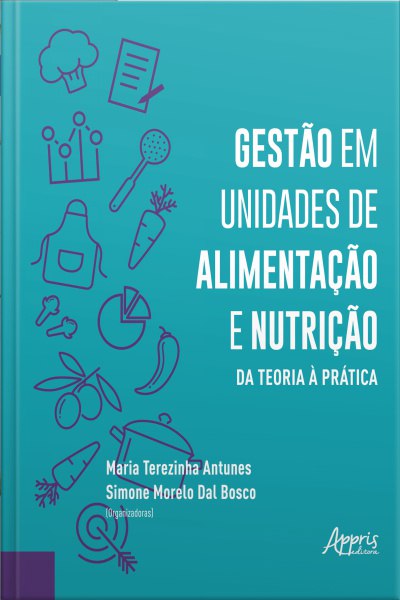 GESTÃO EM
UNIDADES DE
ALIMENTAÇÃO
E NUTRIÇÃO
DA TEORIA À PRÁTICA
Maria Terezinha Antunes
Simone Morelo Dal Bosco
(Organizadoras)
Appris
editora